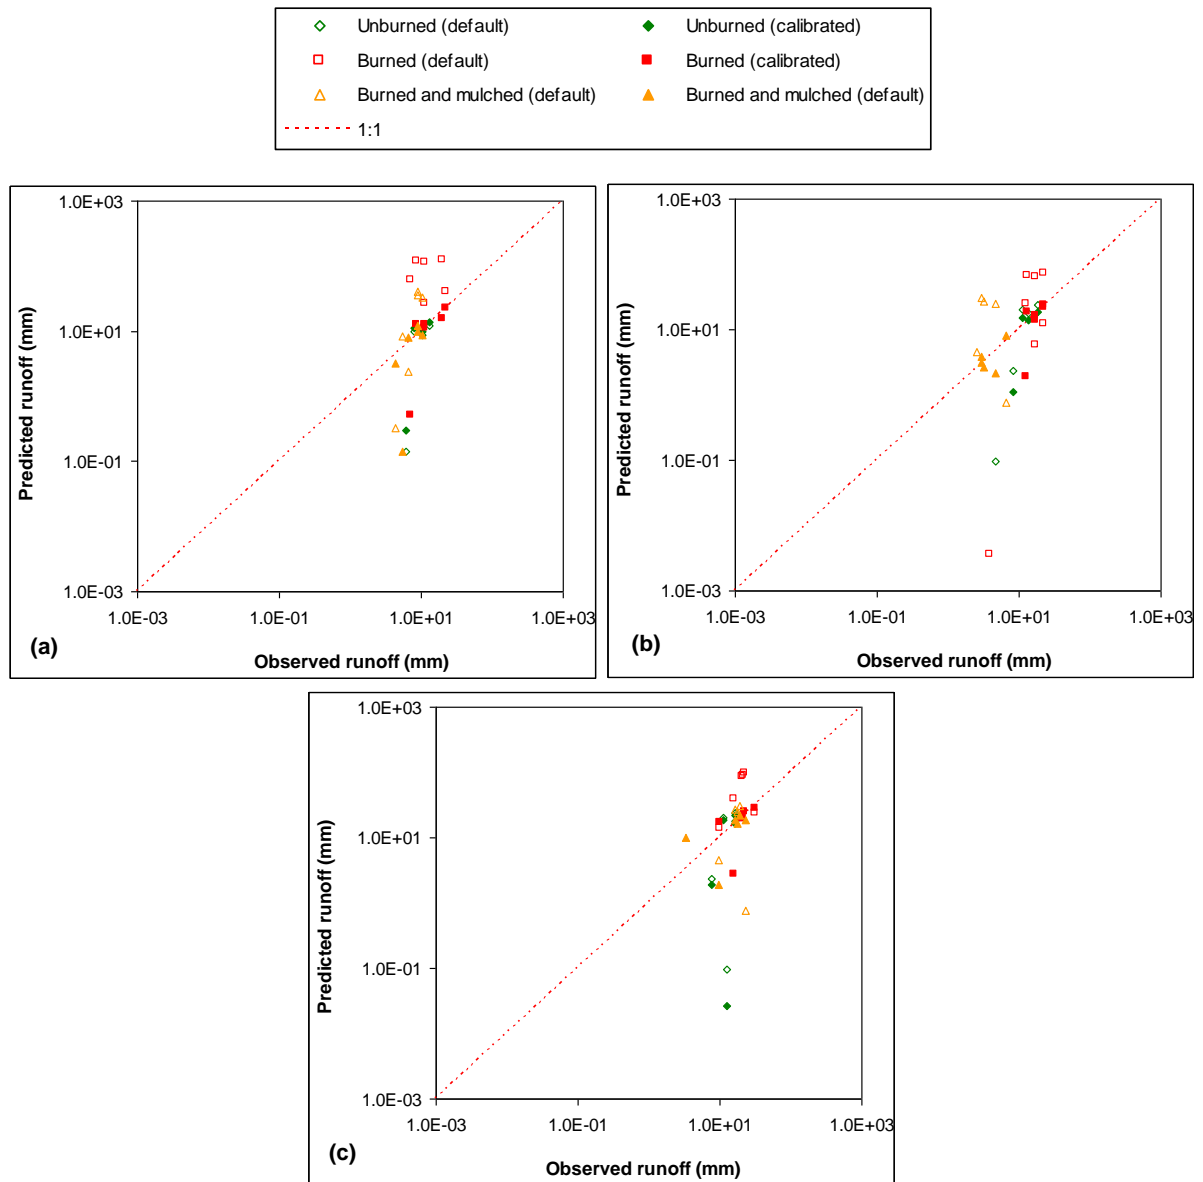 Unburned (default)
Unburned (calibrated)
Burned (default)
Burned (calibrated)
Burned and mulched (default)
Burned and mulched (default)
1:1
1.0E+03
1.0E+01
1.0E-01
1.0E-03
1.0E-03
1.0E-01
1.0E+01
1.0E+03
Predicted runoff (mm)
Observed runoff (mm)
(a)
1.0E+03
1.0E+01
1.0E-01
1.0E-03
1.0E-03
1.0E-01
1.0E+01
1.0E+03
Predicted runoff (mm)
Observed runoff (mm)
(b)
1.0E+03
1.0E+01
1.0E-01
1.0E-03
1.0E-03
1.0E-01
1.0E+01
1.0E+03
Predicted runoff (mm)
Observed runoff (mm)
(c)